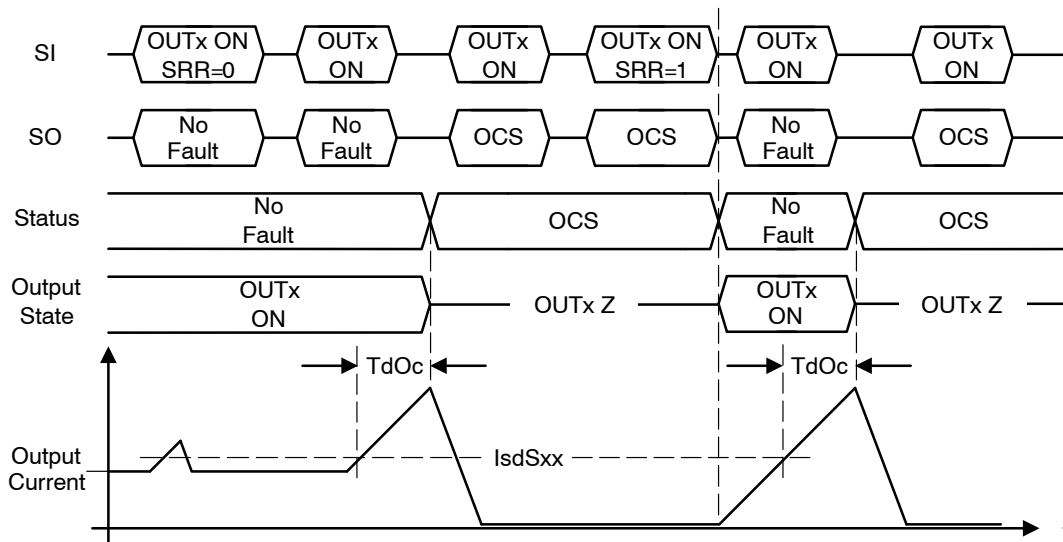 SI
OUTx ON
SRR=0
OUTx
ON
OUTx
ON
OUTx ON
SRR=1
OUTx
ON
OUTx
ON
SO
No
Fault
No
Fault
OCS
OCS
No
Fault
OCS
Status
No
Fault
OCS
No
Fault
OCS
Output
State
OUTx
ON
OUTx Z
OUTx
ON
OUTx Z
TdOc
TdOc
Output
Current
IsdSxx